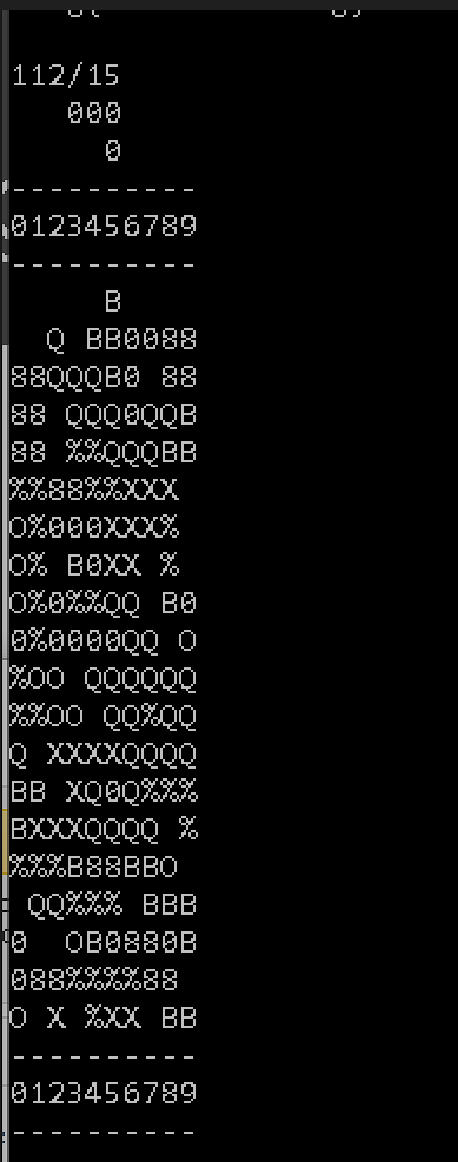 112/15
   000
     0
----------
0123456789
----------
     B
  Q BB0088
88QQQB0 88
88 QQQ0QQB
88 %%QQQBB
%%88%%XXX
O%000XXX%
O% B0XX %
O%0%%QQ B0
0%0000QQ O
%OO QQQQQQ
%%OO QQ%QQ
Q XXXXQQQQ
BB XQ0Q%%%
BXXXQQQQ %
%%%B88BBO
 QQ%%% BBB
0  OB0880B
088%%%%88
O X %XX BB
----------
0123456789
----------